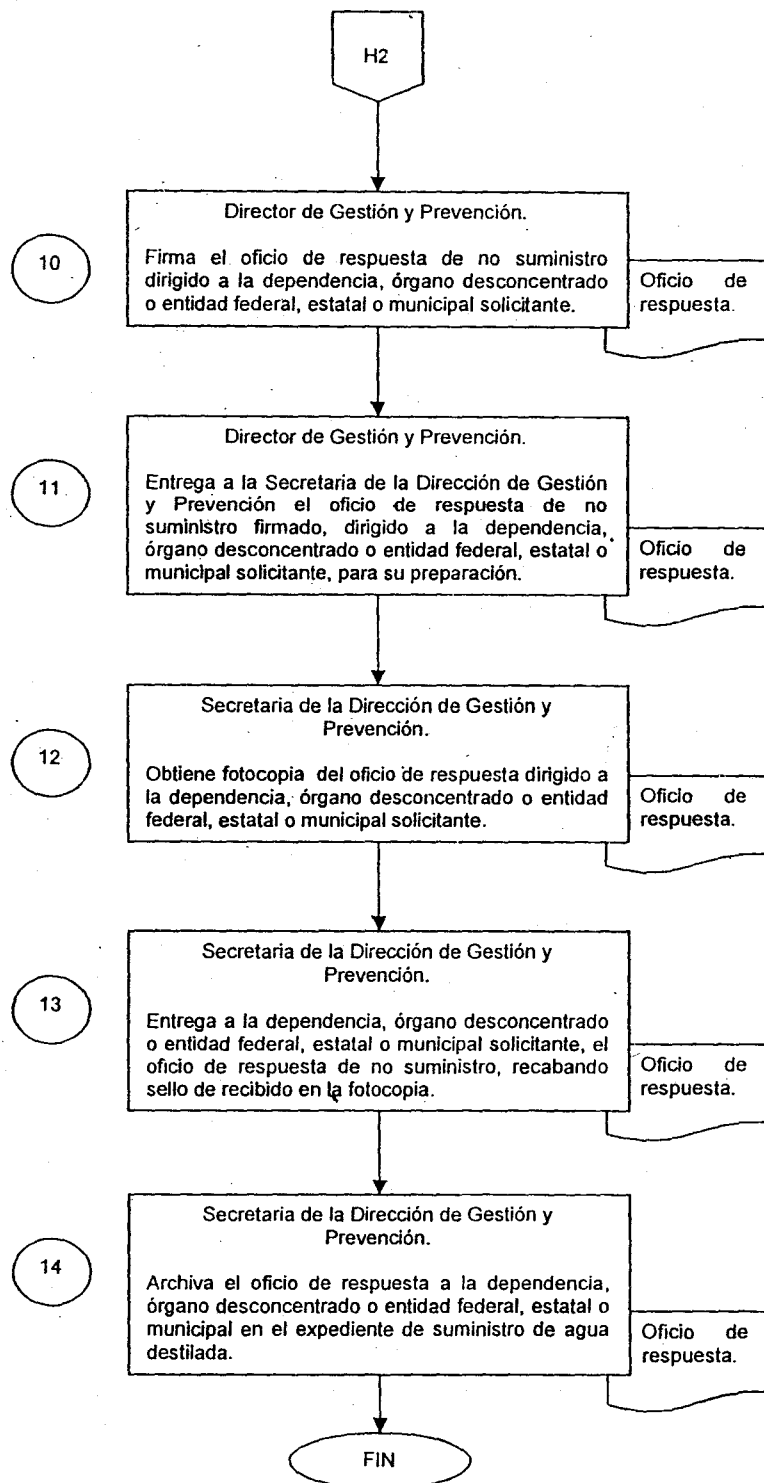 H2
Director de Gestión y Prevención.
10
Firma el oficio de respuesta de no suministro
dirigido a la dependencia, órgano desconcentrado
o entidad federal, estatal o municipal solicitante.
Oficio de
respuesta.
Director de Gestión y Prevención.
11
Entrega a la Secretaria de la Dirección de Gestión
y Prevención el oficio de respuesta de no
suministro firmado, dirigido a la dependencia,
órgano desconcentrado o entidad federal, estatal o
municipal solicitante, para su preparación.
Oficio de
respuesta.
Secretaria de la Dirección de Gestión y
Prevención.
12
Obtiene fotocopia del oficio de respuesta dirigido a
la dependencia, órgano desconcentrado o entidad
federal, estatal o municipal solicitante.
Oficio de
respuesta.
Secretaria de la Dirección de Gestión y
Prevención.
13
Entrega a la dependencia, órgano desconcentrado
o entidad federal, estatal o municipal solicitante, el
oficio de respuesta de no suministro, recabando
sello de recibido en la fotocopia.
Oficio de
respuesta.
Secretaria de la Dirección de Gestión y
Prevención.
14
Archiva el oficio de respuesta a la dependencia,
órgano desconcentrado o entidad federal, estatal o
municipal en el expediente de suministro de agua
destilada.
Oficio de
respuesta.
FIN